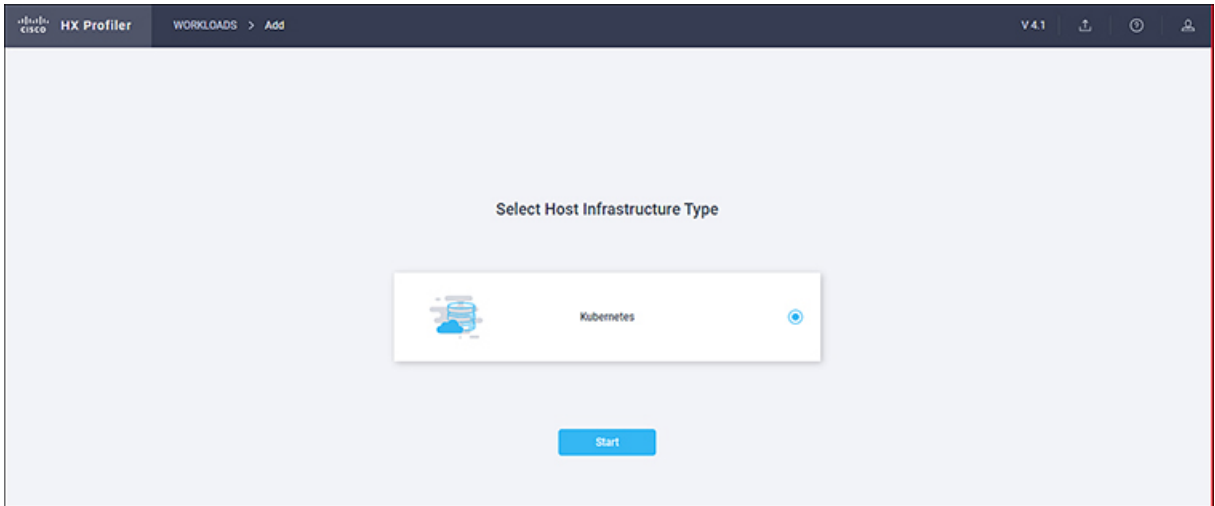 cisco HX Profiler WORKLOADS > Add V 4.1
Select Host Infrastructure Type
Kubernetes
Start